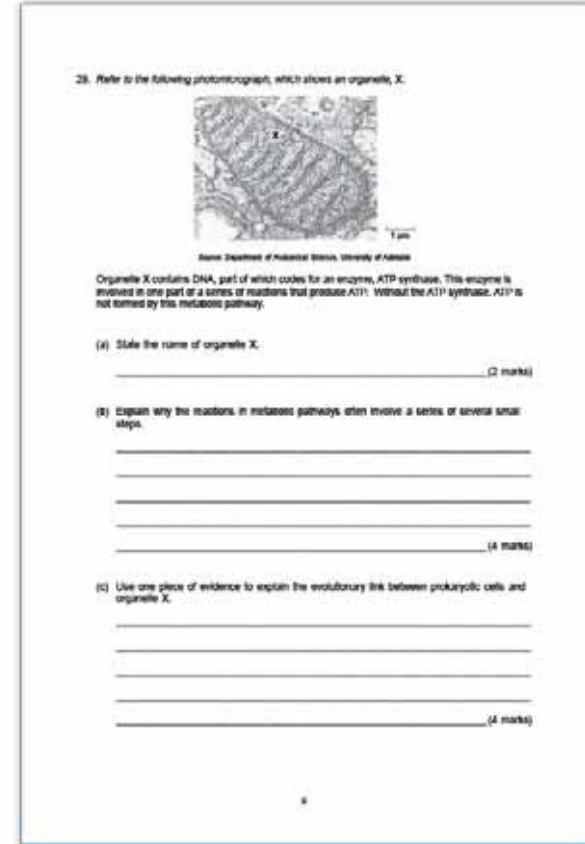 28. Refer to the following photomicrograph, which shows an organelle, X.
X
1 µm
Source: Department of Anatomical Science, University of Adelaide
Organelle X contains DNA, part of which codes for an enzyme, ATP synthase. This enzyme is
involved in one part of a series of reactions that produce ATP. Without the ATP synthase, ATP is
not formed by this metabolic pathway.
(a) State the name of organelle X.
(2 marks)
(b) Explain why the reactions in metabolic pathways often involve a series of several small
steps.
(4 marks)
(c) Use one piece of evidence to explain the evolutionary link between prokaryotic cells and
organelle X.
(4 marks)